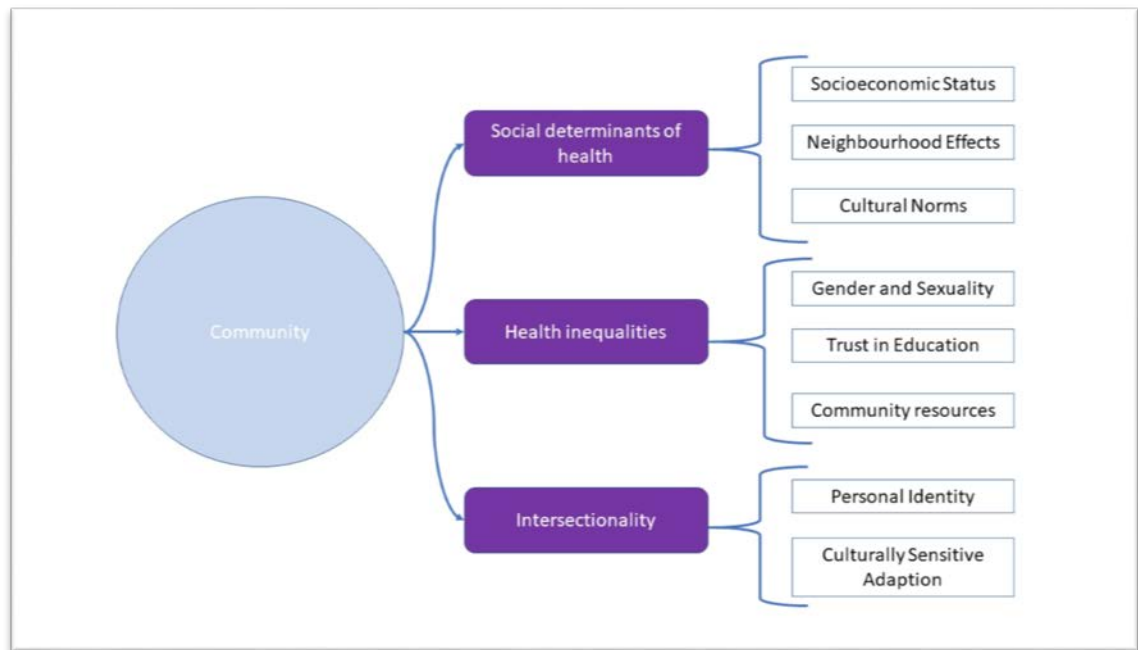 Community
Social determinants of
health
Socioeconomic Status
Neighbourhood Effects
Cultural Norms
Health inequalities
Gender and Sexuality
Trust in Education
Community resources
Intersectionality
Personal Identity
Culturally Sensitive
Adaption